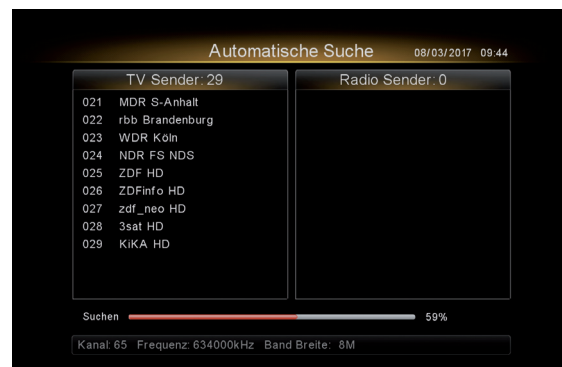 Automatische Suche 08/03/2017 09:44
TV Sender: 29
Radio Sender: 0
021 MDR S-Anhalt
022 rbb Brandenburg
023 WDR Köln
024 NDR FS NDS
025 ZDF HD
026 ZDFinfo HD
027 zdf_neo HD
028 3sat HD
029 KiKA HD
Suchen 59%
Kanal: 65 Frequenz: 634000kHz Band Breite: 8M